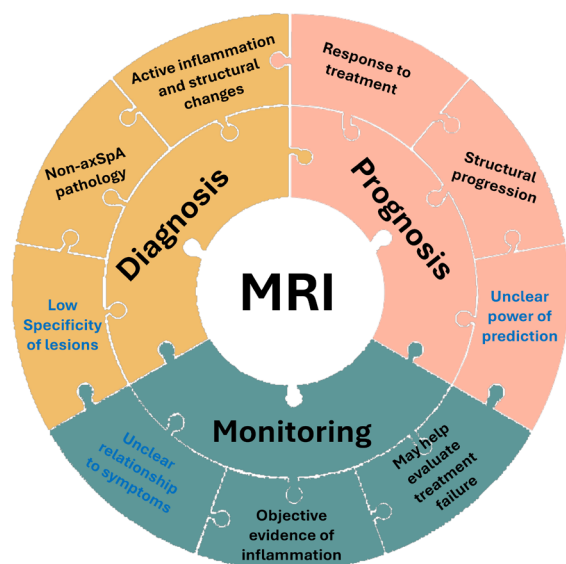 Active inflammation
and structural
changes
Response to
treatment
Non-axSpA
pathology
Structural
progression
Diagnosis
Prognosis
MRI
Low
Specificity
of lesions
Unclear
power of
prediction
Monitoring
Unclear
relationship
to symptoms
Objective
evidence of
inflammation
May help
evaluate
treatment
failure